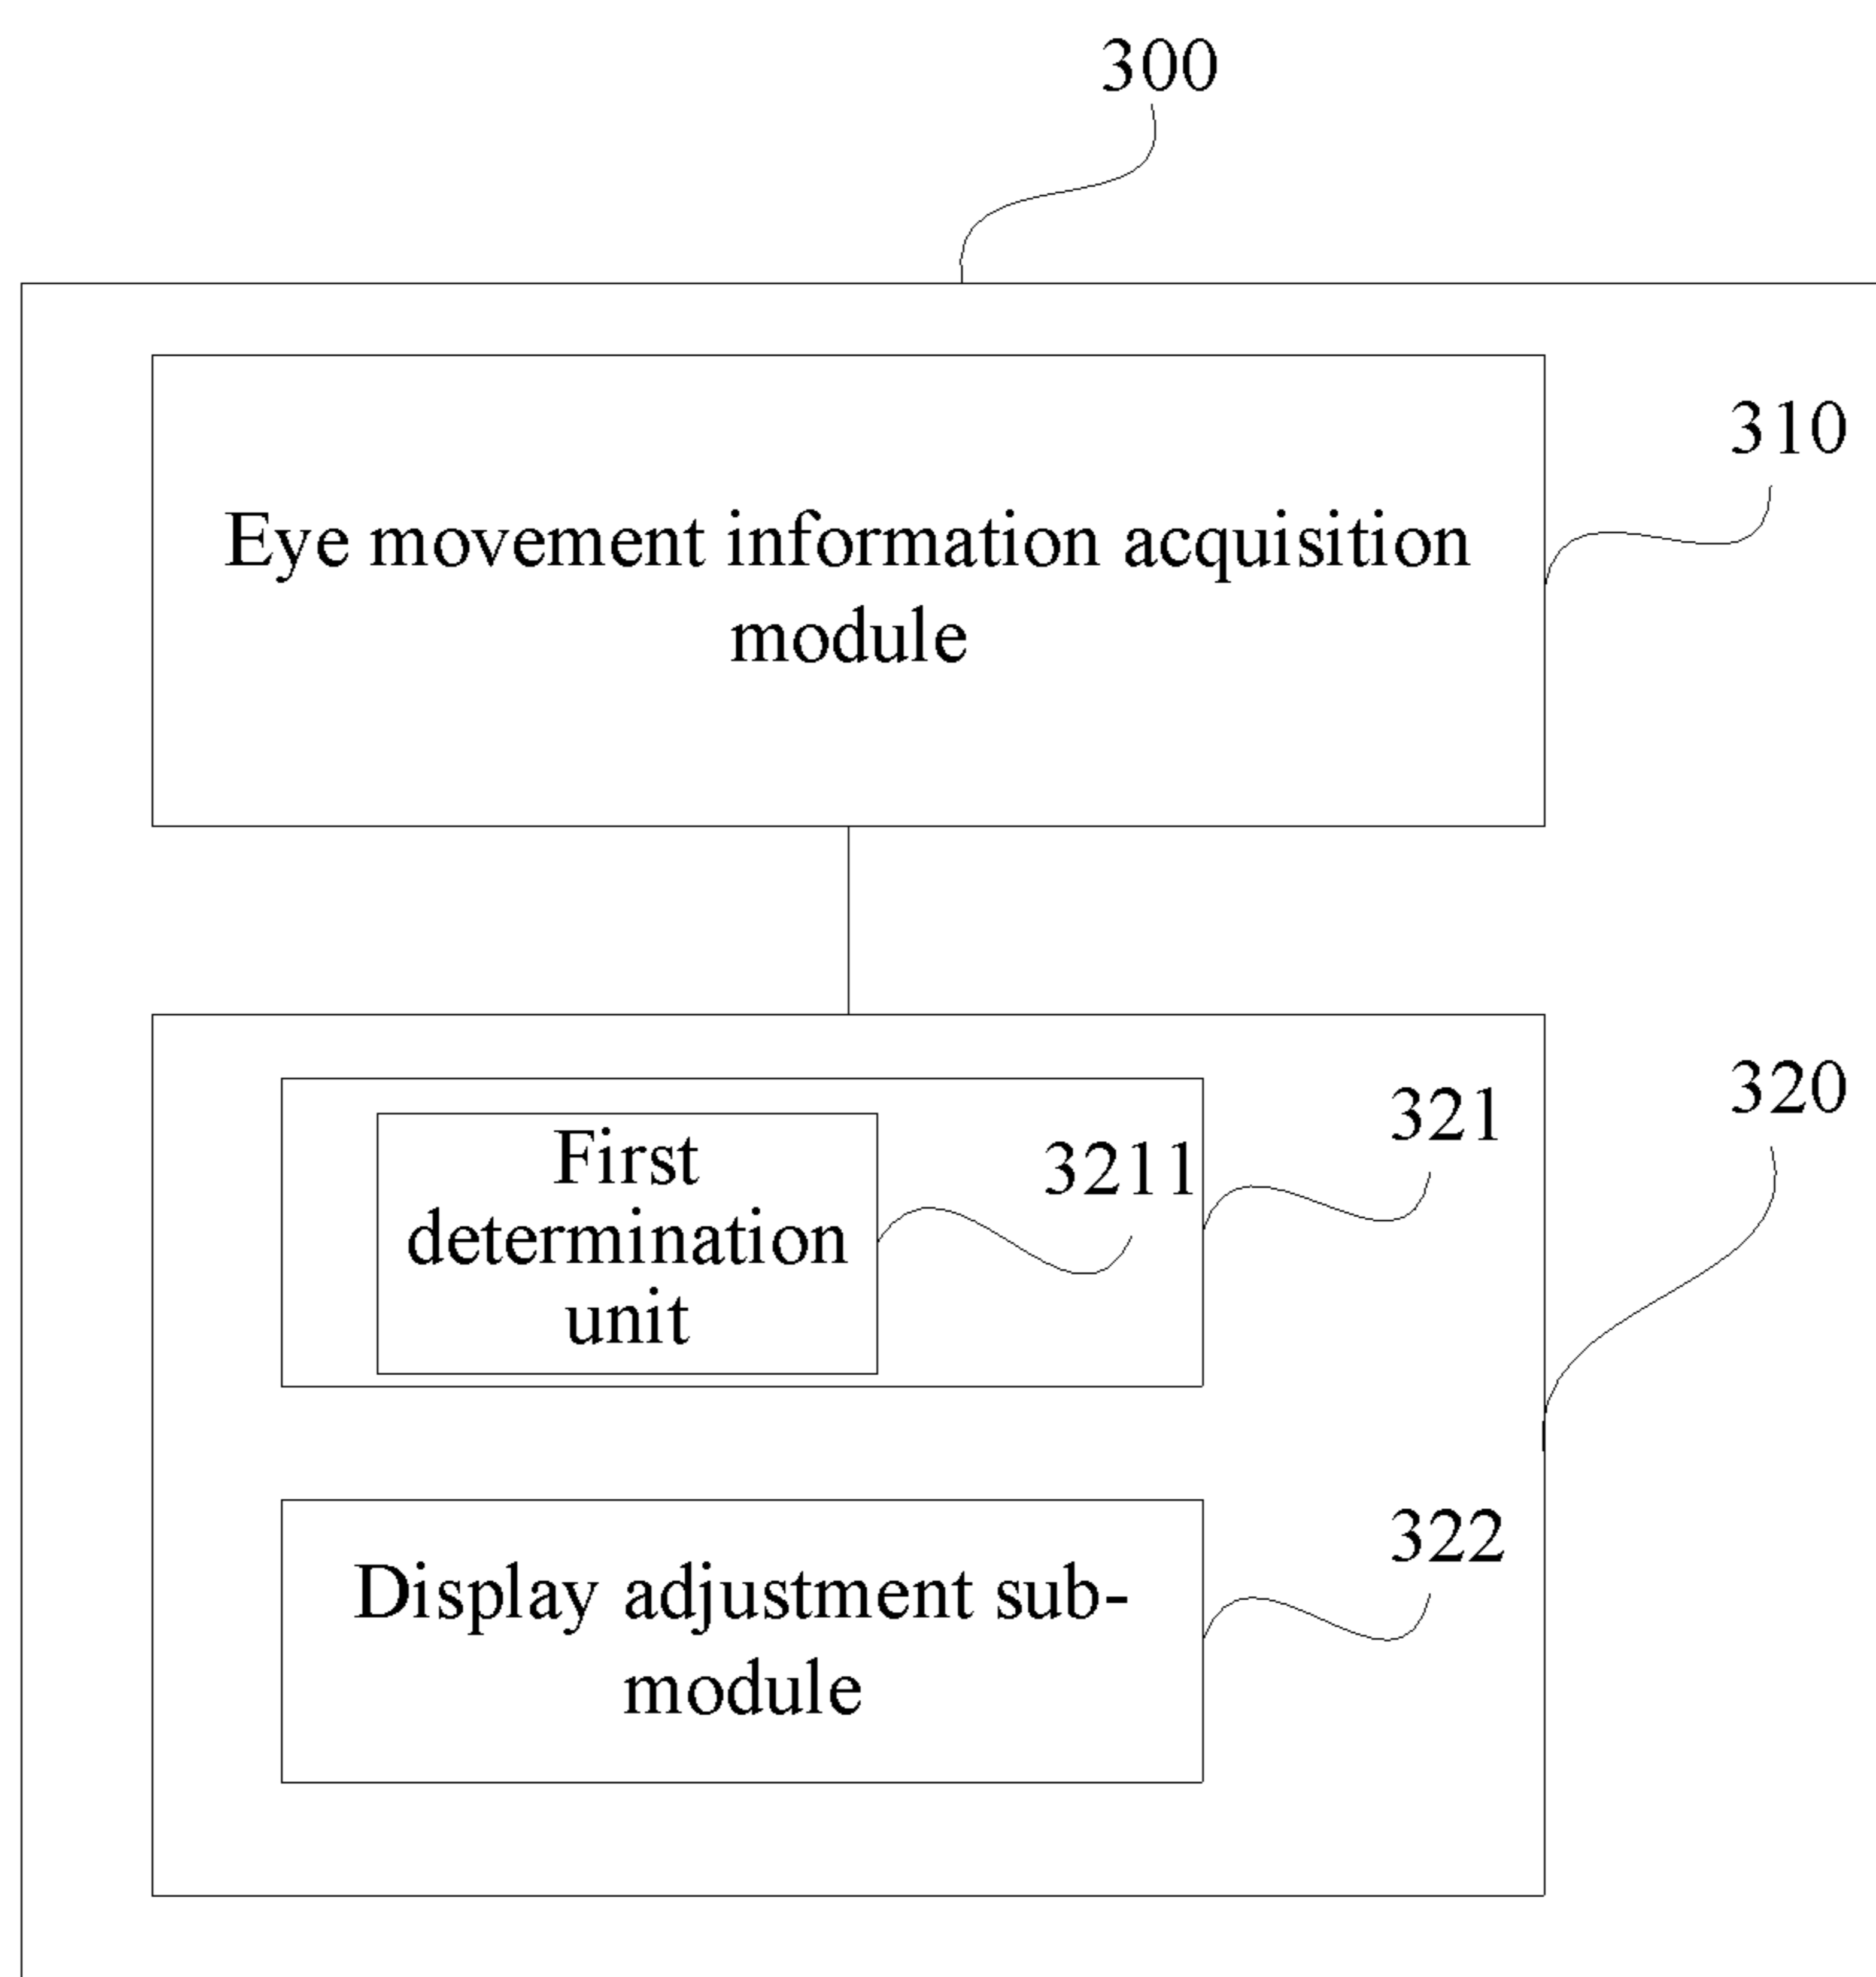 300
310
Eye movement information acquisition
module
320
321
3211
First
determination
unit
322
Display adjustment sub-
module